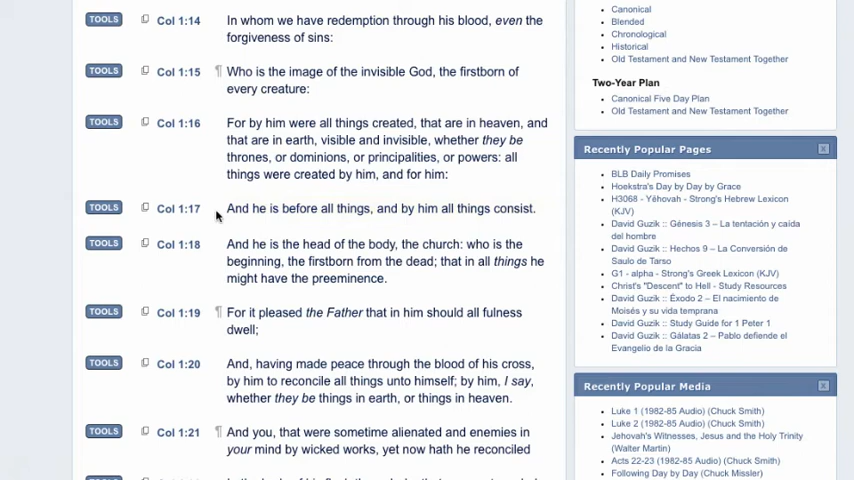 TOOLS Col 1:14 In whom we have redemption through his blood, even the
forgiveness of sins:
TOOLS Col 1:15 ¶ Who is the image of the invisible God, the firstborn of
every creature:
TOOLS Col 1:16 For by him were all things created, that are in heaven, and
that are in earth, visible and invisible, whether they be
thrones, or dominions, or principalities, or powers: all
things were created by him, and for him:
TOOLS Col 1:17 And he is before all things, and by him all things consist.
TOOLS Col 1:18 And he is the head of the body, the church: who is the
beginning, the firstborn from the dead; that in all things he
might have the preeminence.
TOOLS Col 1:19 ¶ For it pleased the Father that in him should all fulness
dwell;
TOOLS Col 1:20 And, having made peace through the blood of his cross,
by him to reconcile all things unto himself; by him, I say,
whether they be things in earth, or things in heaven.
TOOLS Col 1:21 ¶ And you, that were sometime alienated and enemies in
your mind by wicked works, yet now hath he reconciled
Canonical
Blended
Chronological
Historical
Old Testament and New Testament Together
Two-Year Plan
Canonical Five Day Plan
Old Testament and New Testament Together
Recently Popular Pages
BLB Daily Promises
Hoekstra's Day by Day by Grace
H3068 - Yĕhovah - Strong's Hebrew Lexicon
(KJV)
David Guzik :: Génesis 3 – La tentación y caída
del hombre
David Guzik :: Hechos 9 – La Conversión de
Saulo de Tarso
G1 - alpha - Strong's Greek Lexicon (KJV)
Christ's "Descent" to Hell - Study Resources
David Guzik :: Éxodo 2 – El nacimiento de
Moisés y su vida temprana
David Guzik :: Study Guide for 1 Peter 1
David Guzik :: Gálatas 2 – Pablo defiende el
Evangelio de la Gracia
Recently Popular Media
Luke 1 (1982-85 Audio) (Chuck Smith)
Luke 2 (1982-85 Audio) (Chuck Smith)
Jehovah's Witnesses, Jesus and the Holy Trinity
(Walter Martin)
Acts 22-23 (1982-85 Audio) (Chuck Smith)
Following Day by Day (Chuck Missler)